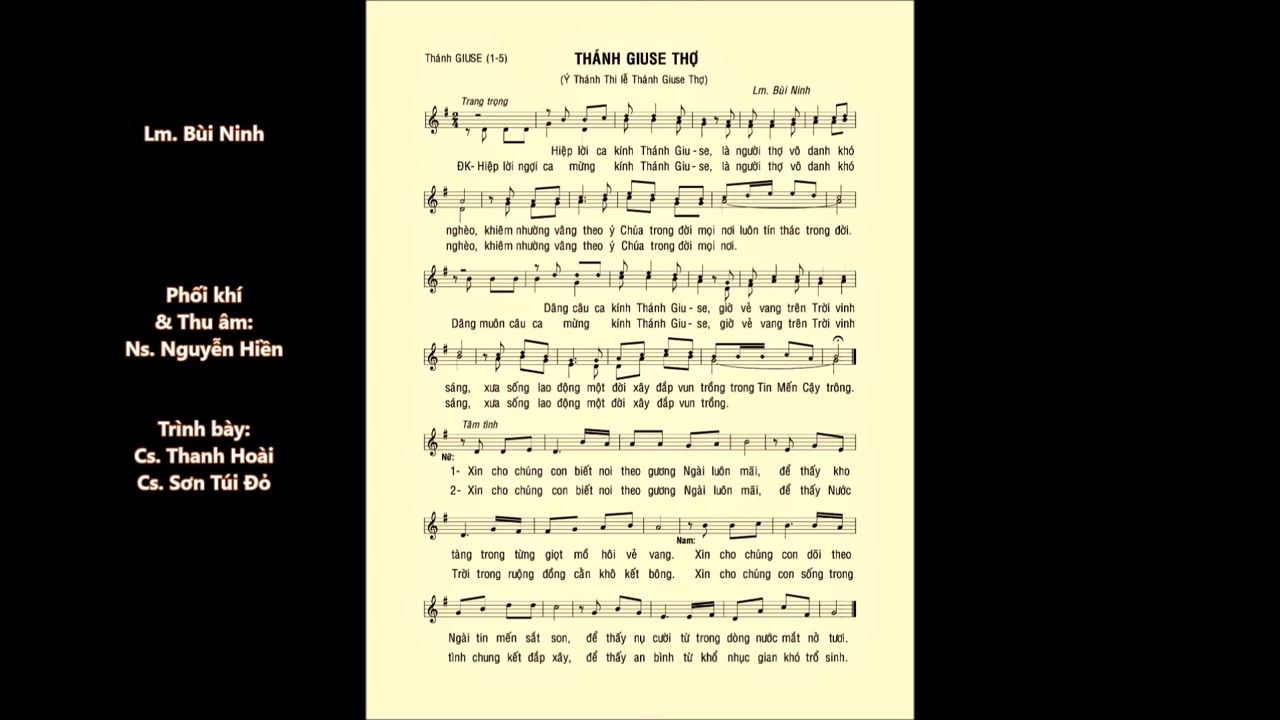 Lm. Bùi Ninh
Phối khí
& Thu âm:
Ns. Nguyễn Hiền
Trình bày:
Cs. Thanh Hoài
Cs. Sơn Túi Đỏ
Thánh GIUSE (1-5)
THÁNH GIUSE THỢ
(Ý Thánh Thi lễ Thánh Giuse Thợ)
Lm. Bùi Ninh
Trang trọng
Hiệp lời ca kính Thánh Giu - se, là người thợ vô danh khó
ĐK- Hiệp lời ngợi ca mừng kính Thánh Giu - se, là người thợ vô danh khó
nghèo, khiêm nhường vâng theo ý Chúa trong đời mọi nơi luôn tín thác trong đời.
nghèo, khiêm nhường vâng theo ý Chúa trong đời mọi nơi.
Dâng câu ca kính Thánh Giu - se, giờ vẻ vang trên Trời vinh
Dâng muôn câu ca mừng kính Thánh Giu - se, giờ vẻ vang trên Trời vinh
sáng, xưa sống lao động một đời xây đắp vun trồng trong Tin Mến Cậy trông.
sáng, xưa sống lao động một đời xây đắp vun trồng.
Tâm tình
Nữ:
1- Xin cho chúng con biết noi theo gương Ngài luôn mãi, để thấy kho
2- Xin cho chúng con biết noi theo gương Ngài luôn mãi, để thấy Nước
Nam:
tàng trong từng giọt mồ hôi vẻ vang. Xin cho chúng con dõi theo
Trời trong ruộng đồng cằn khô kết bông. Xin cho chúng con sống trong
Ngài tin mến sắt son, để thấy nụ cười từ trong dòng nước mắt nở tươi.
tình chung kết đắp xây, để thấy an bình từ khổ nhục gian khó trổ sinh.